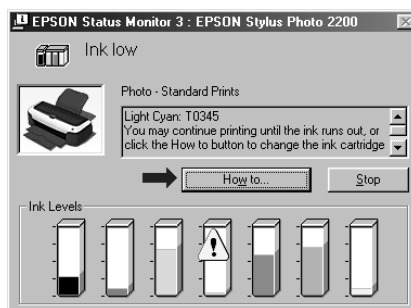 EPSON Status Monitor 3 : EPSON Stylus Photo 2200
Ink low
Photo - Standard Prints
Light Cyan: T0345
You may continue printing until the ink runs out, or
click the How to button to change the ink cartridge
How to...
Stop
Ink Levels
!